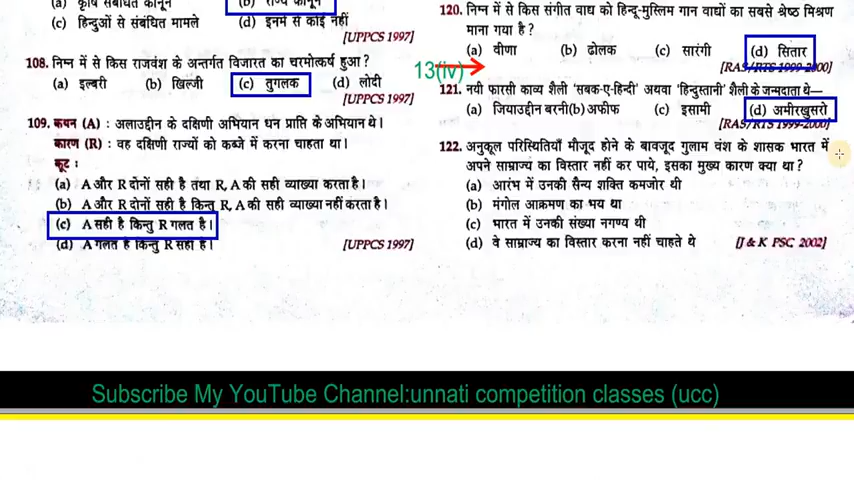 (a) कृषि संबंधित कानून (b) राज्य कानून
(c) हिन्दुओं से संबंधित मामले (d) इनमें से कोई नहीं
[UPPCS 1997]
108. निम्न में से किस राजवंश के अन्तर्गत विजारत का चरमोत्कर्ष हुआ?
(a) इल्बरी (b) खिल्जी (c) तुगलक (d) लोदी
[UPPCS 1997]
109. कथन (A) : अलाउद्दीन के दक्षिणी अभियान धन प्राप्ति के अभियान थे।
कारण (R) : वह दक्षिणी राज्यों को कब्जे में करना चाहता था।
कूट :
(a) A और R दोनों सही है तथा R, A की सही व्याख्या करता है।
(b) A और R दोनों सही है किन्तु R, A की सही व्याख्या नहीं करता है।
(c) A सही है किन्तु R गलत है।
(d) A गलत है किन्तु R सही है।
[UPPCS 1997]
120. निम्न में से किस संगीत वाद्य को हिन्दू-मुस्लिम गान वाद्यों का सबसे श्रेष्ठ मिश्रण
माना गया है?
(a) वीणा (b) ढोलक (c) सारंगी (d) सितार
13(iv)
[RAS/RTS 1999-2000]
121. नयी फारसी काव्य शैली 'सबक-ए-हिन्दी' अथवा 'हिन्दुस्तानी' शैली के जन्मदाता थे—
(a) जियाउद्दीन बरनी (b) अफीफ (c) इसामी (d) अमीरखुसरो
[RAS/RTS 1999-2000]
122. अनुकूल परिस्थितियाँ मौजूद होने के बावजूद गुलाम वंश के शासक भारत में
अपने साम्राज्य का विस्तार नहीं कर पाये, इसका मुख्य कारण क्या था?
(a) आरंभ में उनकी सैन्य शक्ति कमजोर थी
(b) मंगोल आक्रमण का भय था
(c) भारत में उनकी संख्या नगण्य थी
(d) वे साम्राज्य का विस्तार करना नहीं चाहते थे [J & K PSC 2002]
Subscribe My YouTube Channel:unnati competition classes (ucc)